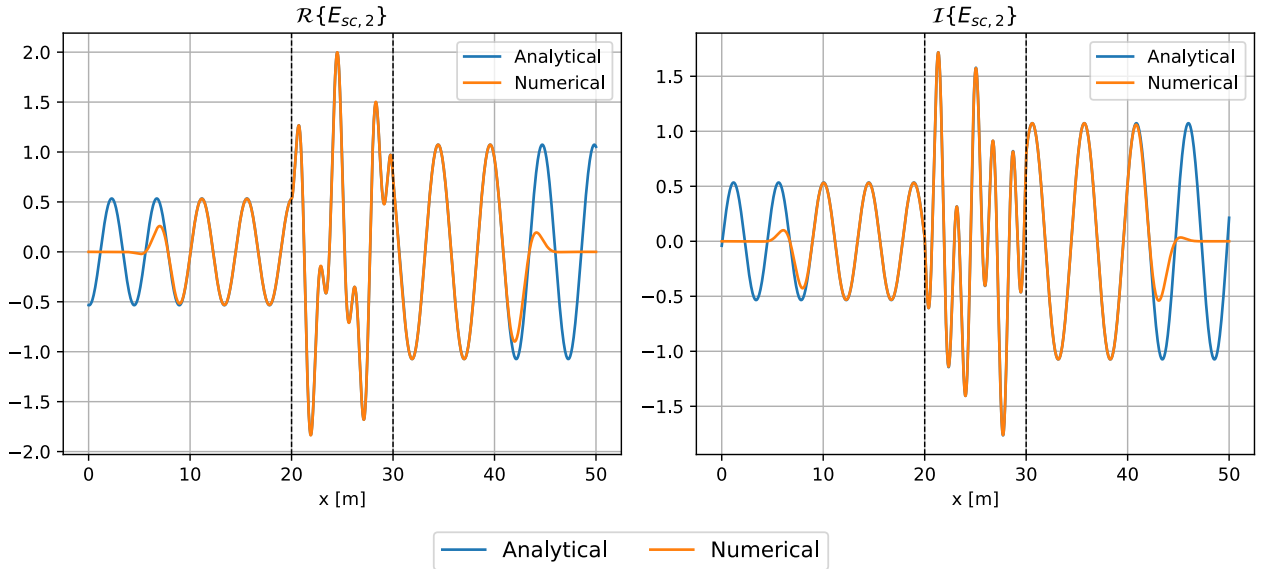 ℛ{E_{sc, 2}}
2.0
1.5
1.0
0.5
0.0
−0.5
−1.0
−1.5
−2.0
0 10 20 30 40 50
x [m]
Analytical
Numerical
ℐ{E_{sc, 2}}
1.5
1.0
0.5
0.0
−0.5
−1.0
−1.5
0 10 20 30 40 50
x [m]
Analytical
Numerical
Analytical Numerical